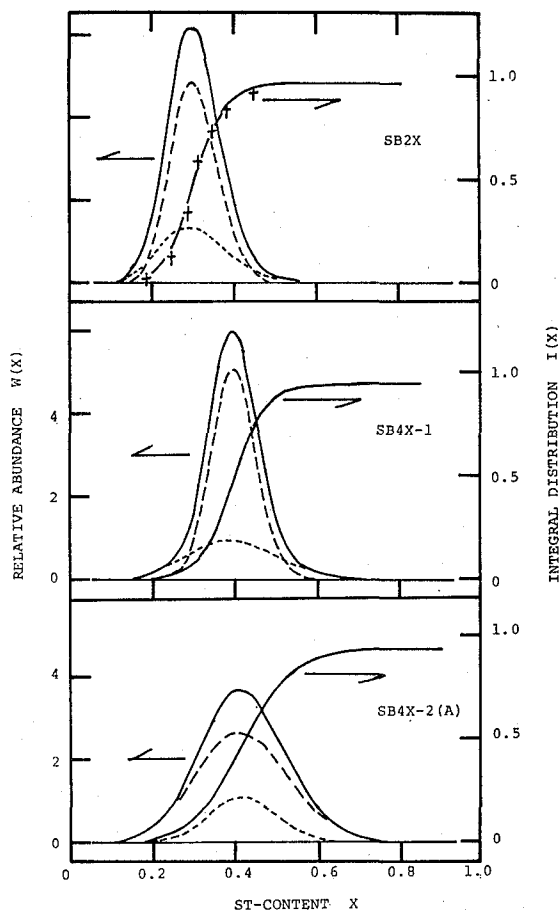 1.0
SB2X
0.5
0
4
2
0
1.0
SB4X-1
0.5
0
4
2
0
1.0
SB4X-2(A)
0.5
0
0 0.2 0.4 0.6 0.8 1.0
ST-CONTENT X
RELATIVE ABUNDANCE W(X)
INTEGRAL DISTRIBUTION I(X)